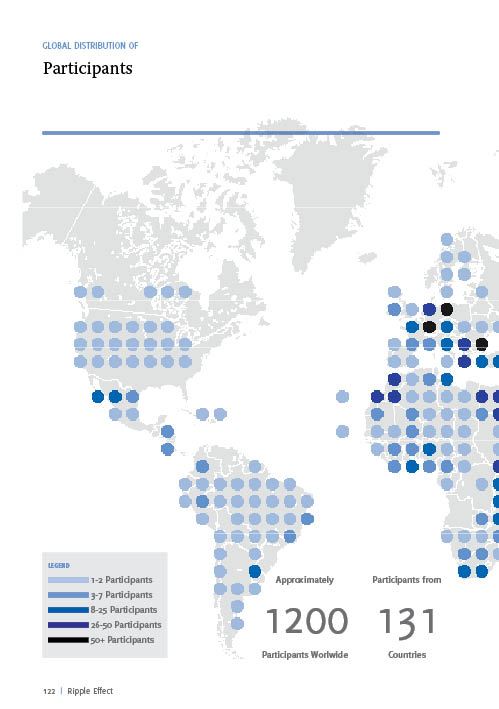 GLOBAL DISTRIBUTION OF
Participants
LEGEND
1-2 Participants
3-7 Participants
8-25 Participants
26-50 Participants
50+ Participants
Approximately
1200
Participants Worlwide
Participants from
131
Countries
122 | Ripple Effect